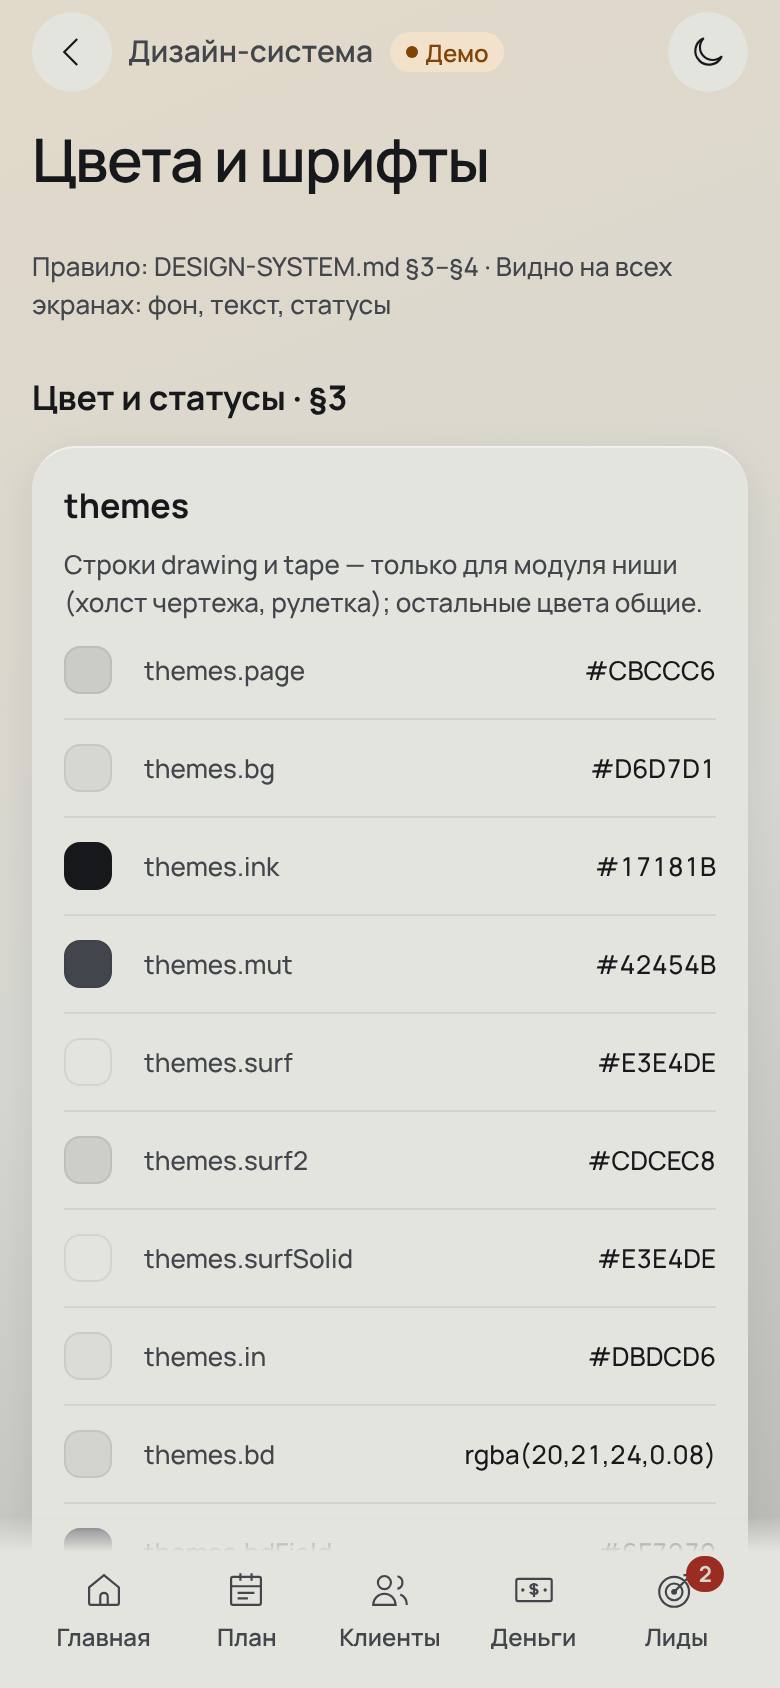 Дизайн-система
Демо
Цвета и шрифты
Правило: DESIGN-SYSTEM.md §3–§4 · Видно на всех
экранах: фон, текст, статусы
Цвет и статусы · §3
themes
Строки drawing и tape — только для модуля ниши
(холст чертежа, рулетка); остальные цвета общие.
themes.page #CBCCC6
themes.bg #D6D7D1
themes.ink #17181B
themes.mut #42454B
themes.surf #E3E4DE
themes.surf2 #CDCEC8
themes.surfSolid #E3E4DE
themes.in #DBDCD6
themes.bd rgba(20,21,24,0.08)
themes.bdField
2
Главная План Клиенты Деньги Лиды